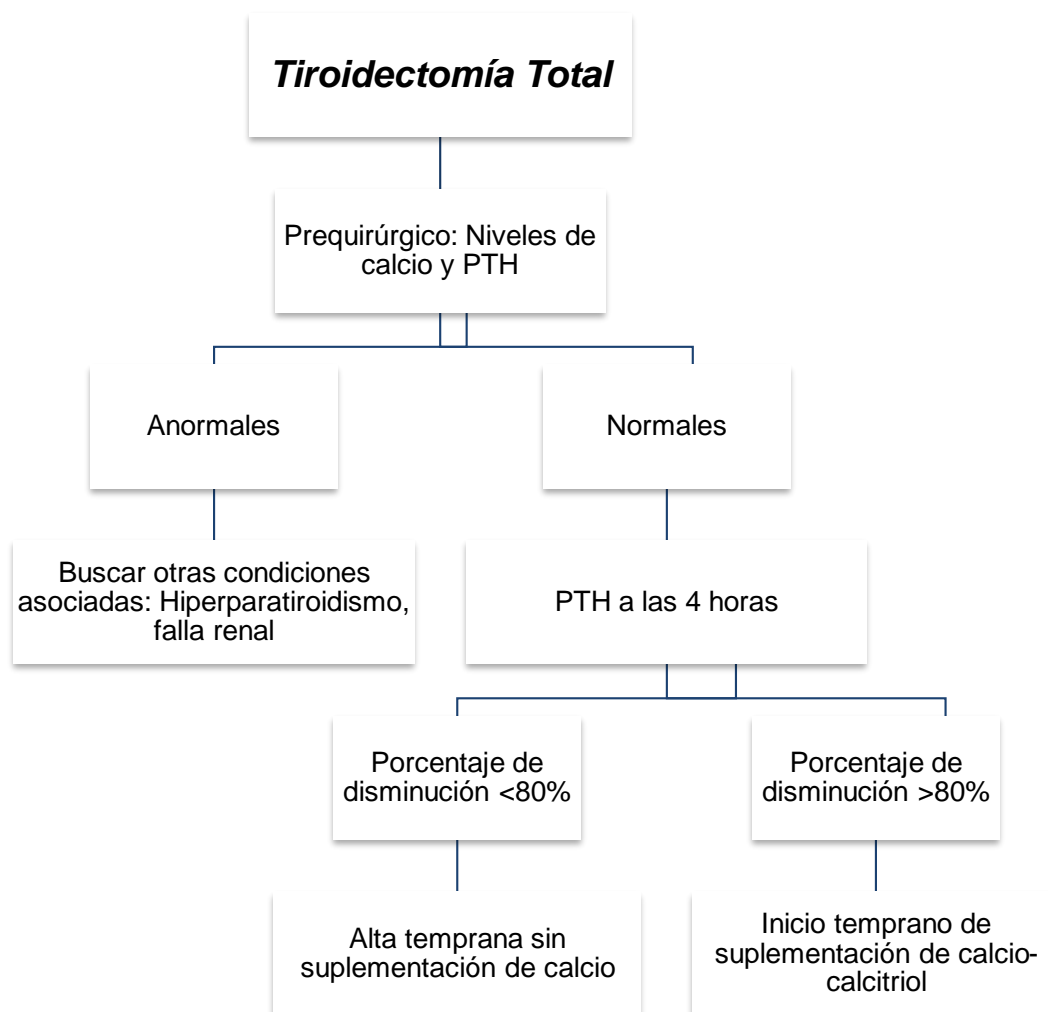 Tiroidectomía Total
Prequirúrgico: Niveles de
calcio y PTH
Anormales
Normales
Buscar otras condiciones
asociadas: Hiperparatiroidismo,
falla renal
PTH a las 4 horas
Porcentaje de
disminución <80%
Porcentaje de
disminución >80%
Alta temprana sin
suplementación de calcio
Inicio temprano de
suplementación de calcio-
calcitriol